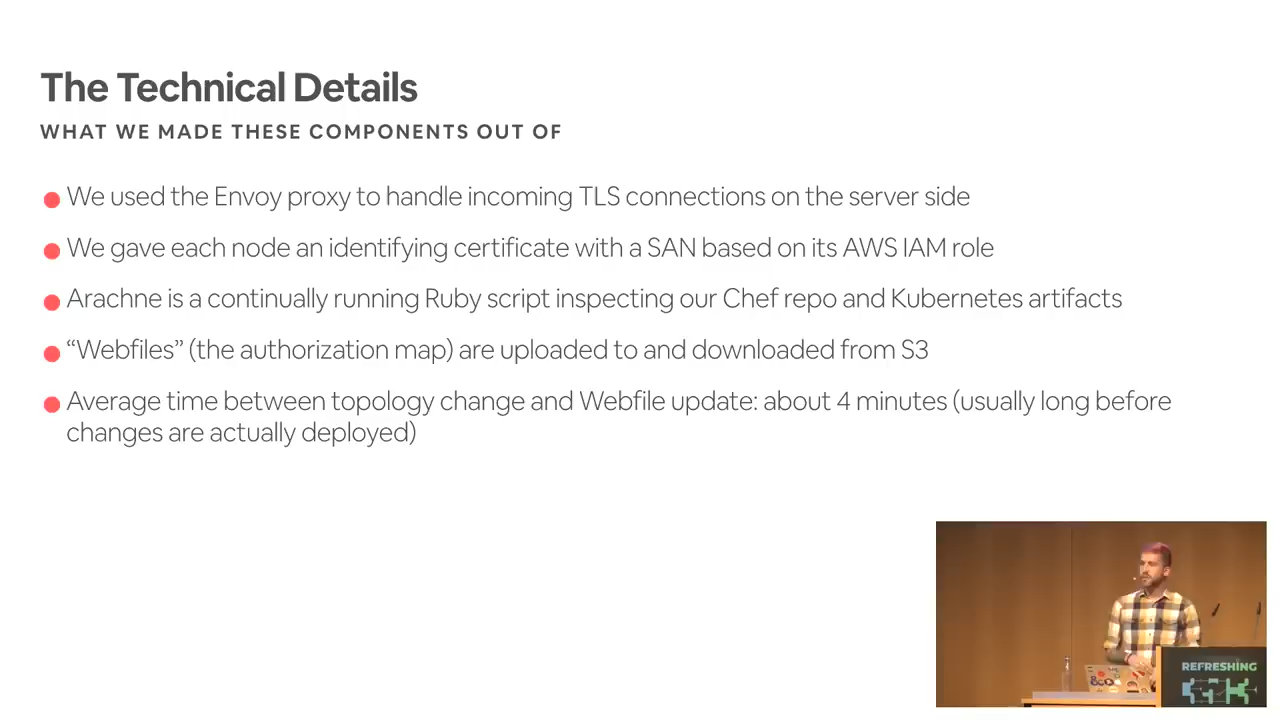 The Technical Details
WHAT WE MADE THESE COMPONENTS OUT OF
We used the Envoy proxy to handle incoming TLS connections on the server side
We gave each node an identifying certificate with a SAN based on its AWS IAM role
Arachne is a continually running Ruby script inspecting our Chef repo and Kubernetes artifacts
“Webfiles” (the authorization map) are uploaded to and downloaded from S3
Average time between topology change and Webfile update: about 4 minutes (usually long before
changes are actually deployed)
REFRESHING